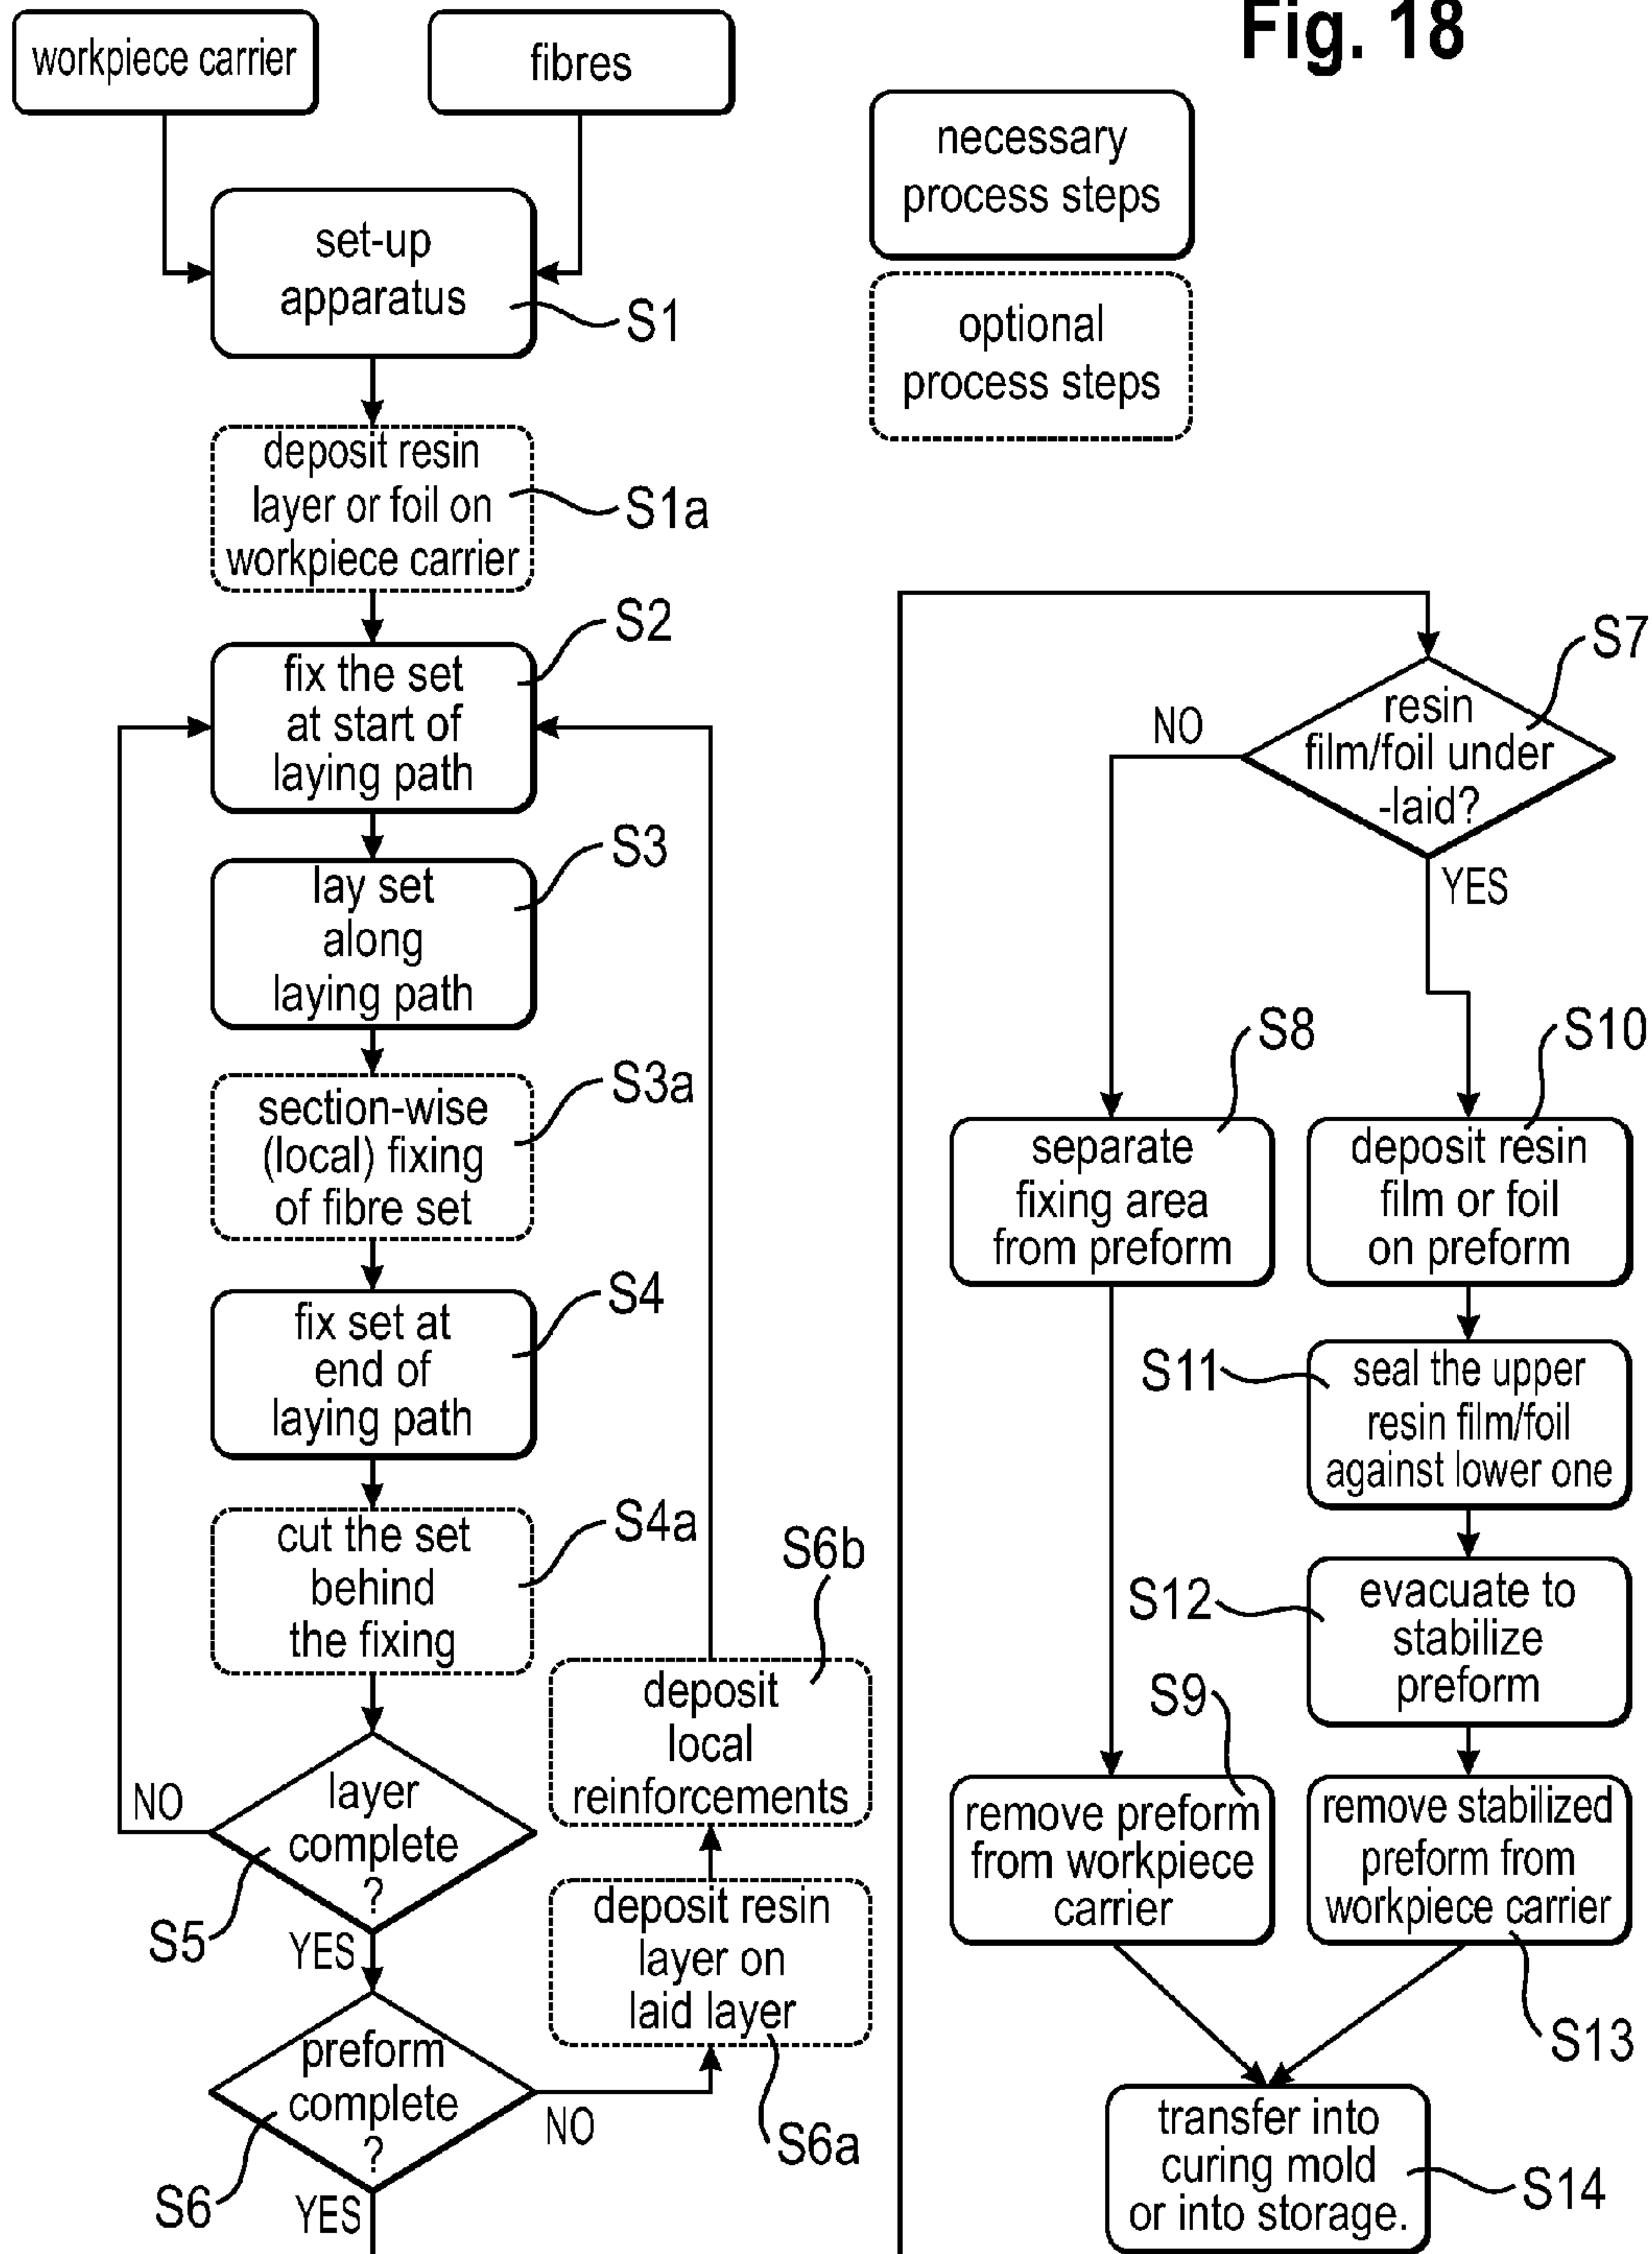 Fig. 18
workpiece carrier
fibres
necessary
process steps
optional
process steps
set-up
apparatus
S1
deposit resin
layer or foil on
workpiece carrier
S1a
fix the set
at start of
laying path
S2
lay set
along
laying path
S3
section-wise
(local) fixing
of fibre set
S3a
fix set at
end of
laying path
S4
cut the set
behind
the fixing
S4a
layer
complete
?
S5
NO
YES
preform
complete
?
S6
NO
YES
deposit resin
layer on
laid layer
S6a
deposit
local
reinforcements
S6b
resin
film/foil under
-laid?
S7
NO
YES
separate
fixing area
from preform
S8
remove preform
from workpiece
carrier
S9
deposit resin
film or foil
on preform
S10
seal the upper
resin film/foil
against lower one
S11
evacuate to
stabilize
preform
S12
remove stabilized
preform from
workpiece carrier
S13
transfer into
curing mold
or into storage.
S14